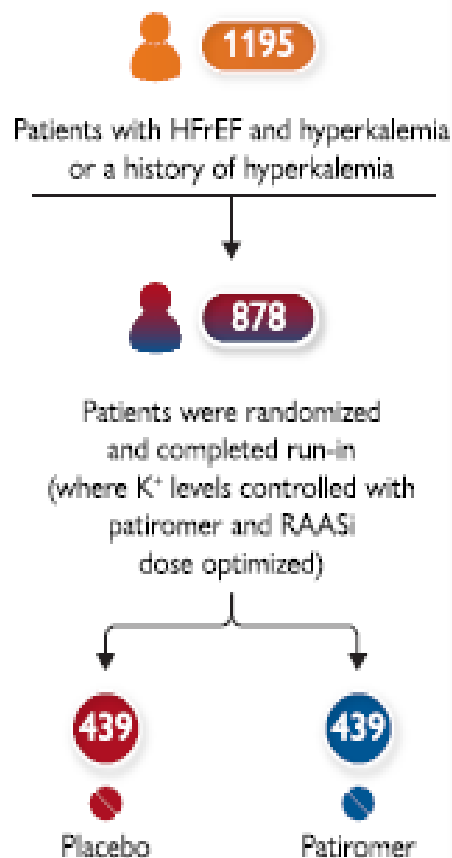 1195
Patients with HFrEF and hyperkalemia
or a history of hyperkalemia
878
Patients were randomized
and completed run-in
(where K⁺ levels controlled with
patiromer and RAASi
dose optimized)
439 439
Placebo Patiromer